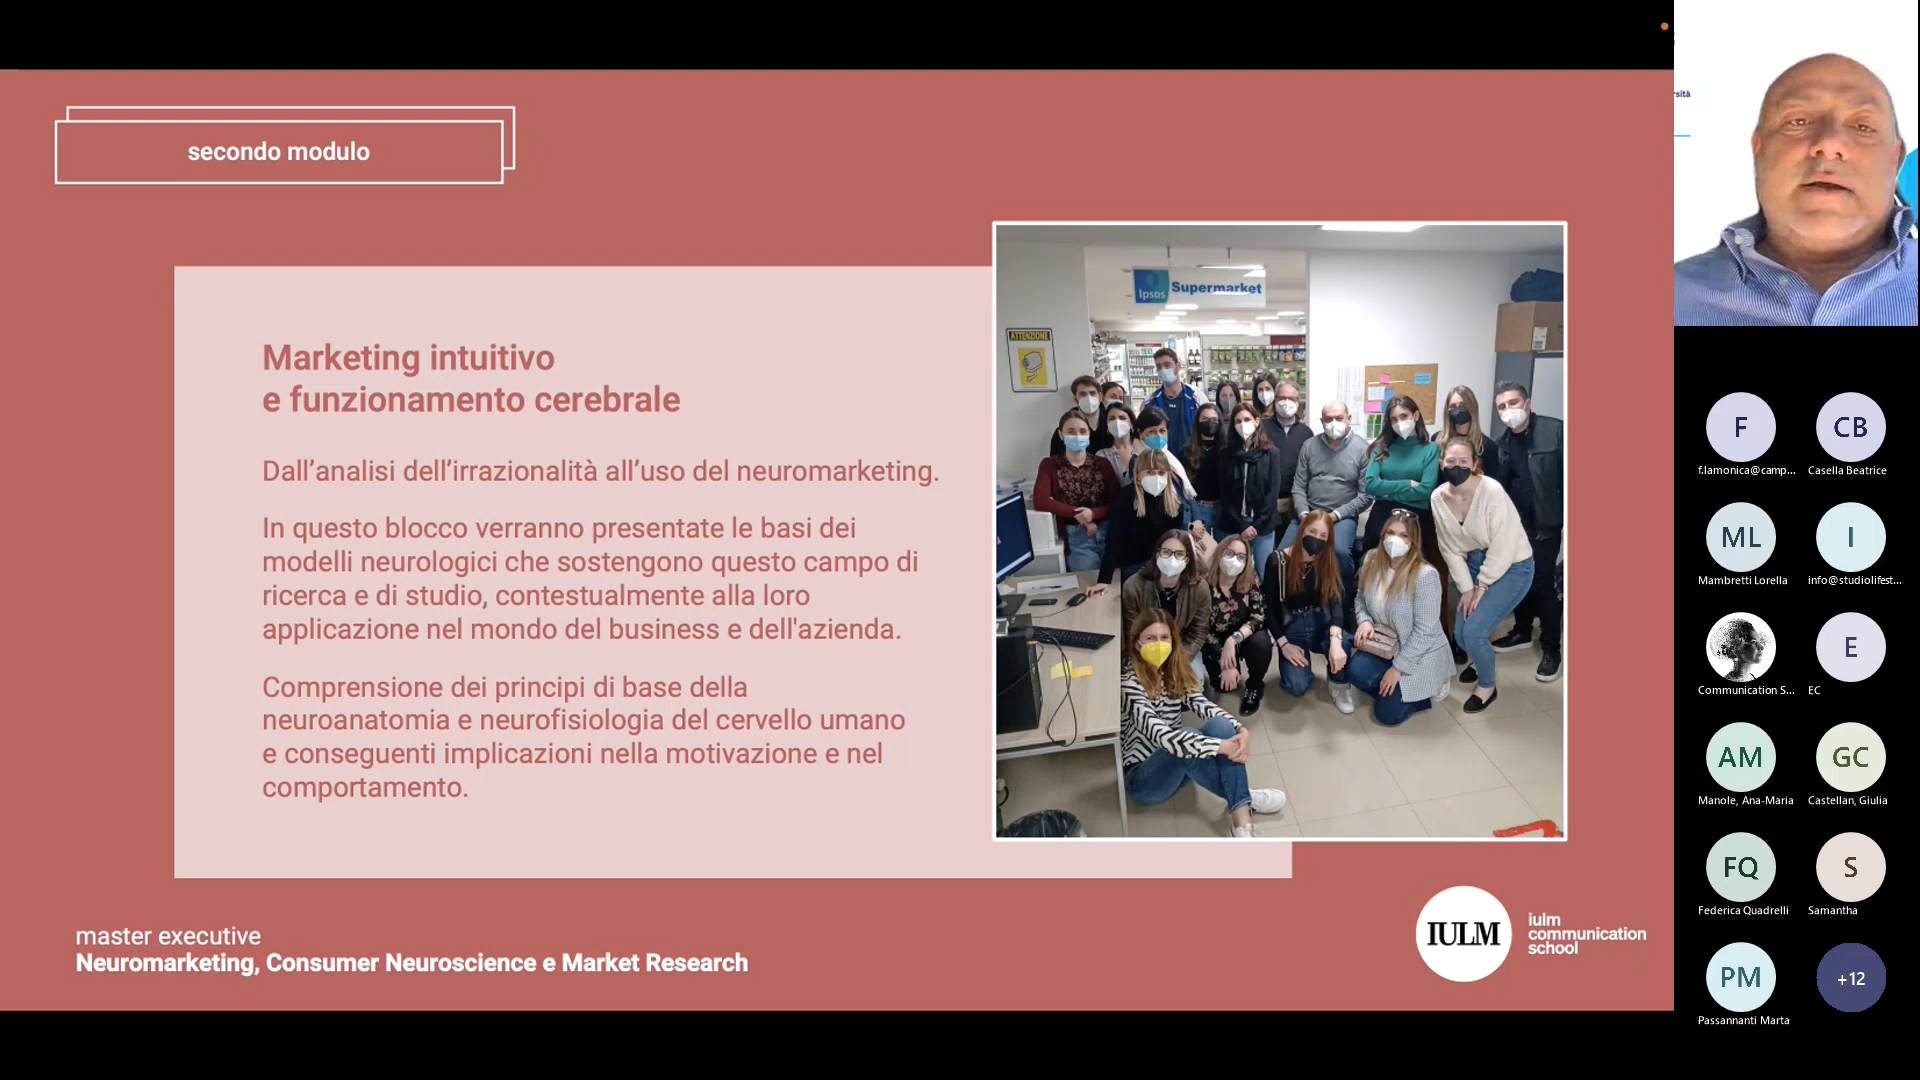 secondo modulo
Marketing intuitivo
e funzionamento cerebrale
Dall’analisi dell’irrazionalità all’uso del neuromarketing.
In questo blocco verranno presentate le basi dei
modelli neurologici che sostengono questo campo di
ricerca e di studio, contestualmente alla loro
applicazione nel mondo del business e dell'azienda.
Comprensione dei principi di base della
neuroanatomia e neurofisiologia del cervello umano
e conseguenti implicazioni nella motivazione e nel
comportamento.
Ipsos Supermarket
ATTENZIONE
master executive
Neuromarketing, Consumer Neuroscience e Market Research
IULM
iulm
communication
school
rsità
F
f.lamonica@camp...
CB
Casella Beatrice
ML
Mambretti Lorella
I
info@studiolifest...
Communication S...
E
EC
AM
Manole, Ana-Maria
GC
Castellan, Giulia
FQ
Federica Quadrelli
S
Samantha
PM
Passannanti Marta
+12